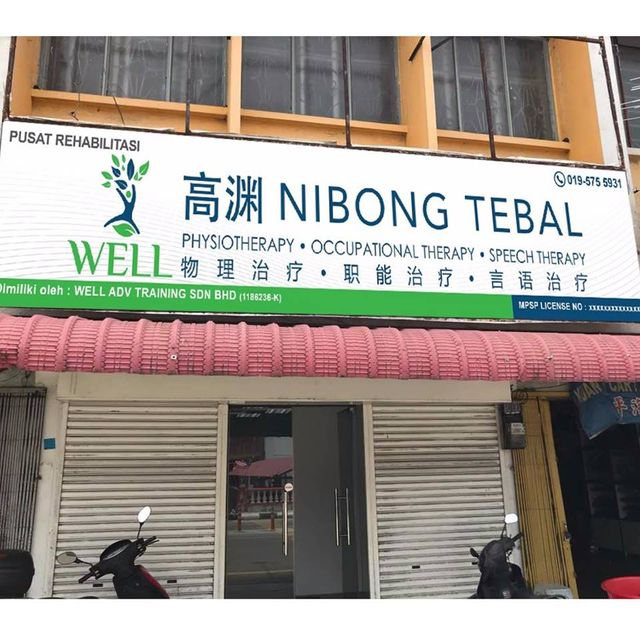 PUSAT REHABILITASI
019-575 5931
高渊 NIBONG TEBAL
WELL
PHYSIOTHERAPY • OCCUPATIONAL THERAPY • SPEECH THERAPY
物理治疗 • 职能治疗 • 言语治疗
Dimiliki oleh : WELL ADV TRAINING SDN BHD (1186236-K)
MPSP LICENSE NO : xxxxxxxxxxxxxx